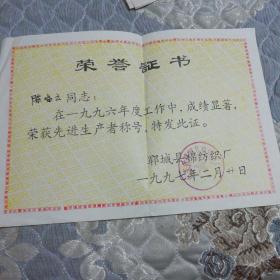 荣誉证书
同志：
在一九九六年度工作中，成绩显著，
荣获先进生产者称号，特发此证。
郓城县棉纺织厂
一九九七年二月廿日